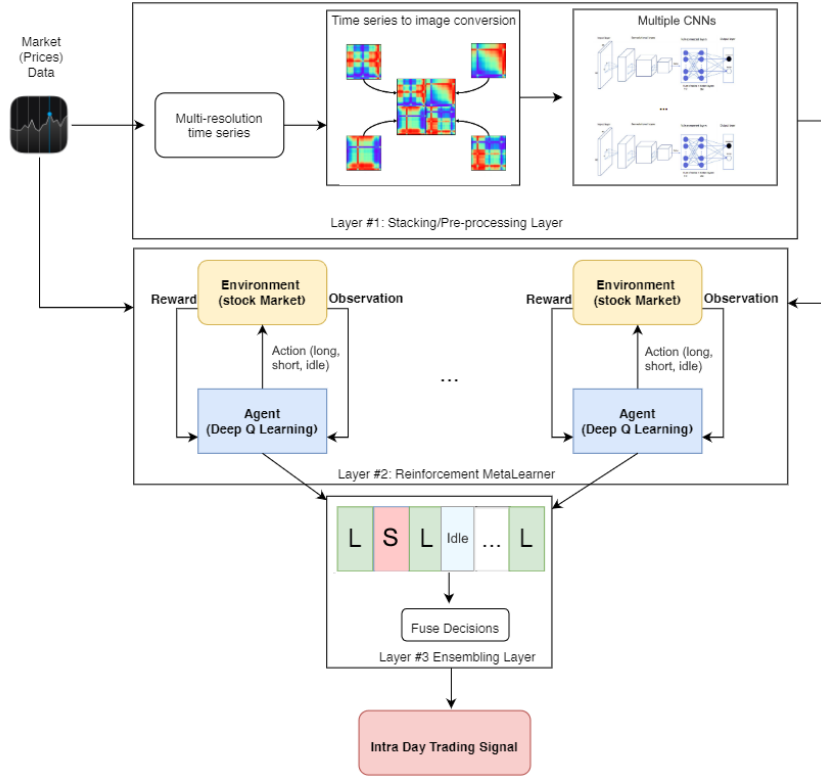 Market
(Prices)
Data
Time series to image conversion
Multiple CNNs
Multi-resolution
time series
...
Layer #1: Stacking/Pre-processing Layer
Environment
(stock Market)
Reward
Observation
Action (long,
short, idle)
Agent
(Deep Q Learning)
...
Environment
(stock Market)
Reward
Observation
Action (long,
short, idle)
Agent
(Deep Q Learning)
Layer #2: Reinforcement MetaLearner
L S L Idle ... L
Fuse Decisions
Layer #3 Ensembling Layer
Intra Day Trading Signal